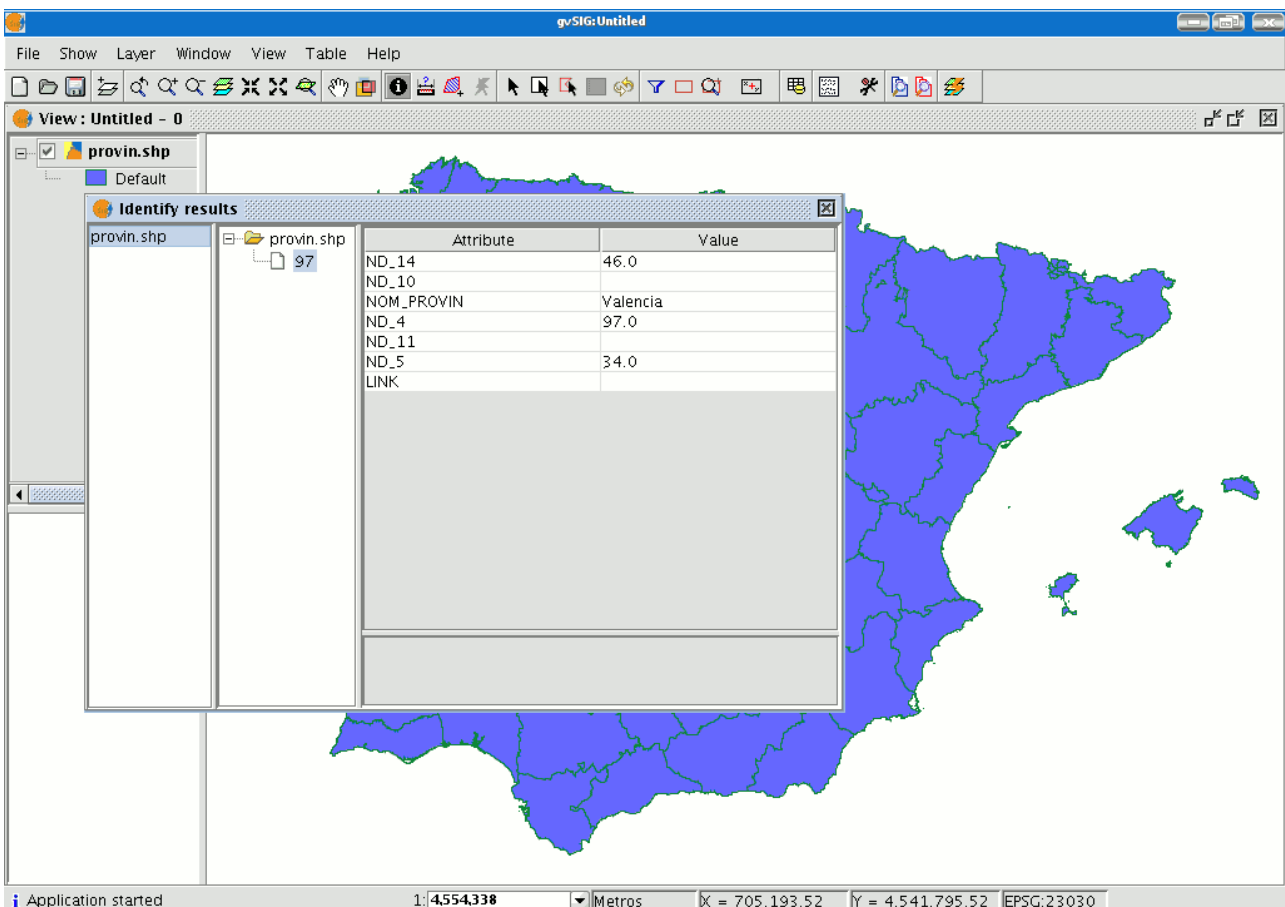 gvSIG:Untitled
File Show Layer Window View Table Help
View : Untitled - 0
provin.shp
Default
Identify results
provin.shp
provin.shp
97
Attribute Value
ND_14 46.0
ND_10
NOM_PROVIN Valencia
ND_4 97.0
ND_11
ND_5 34.0
LINK
Application started 1: 4,554,338 Metros X = 705.193,52 Y = 4.541.795,52 EPSG:23030